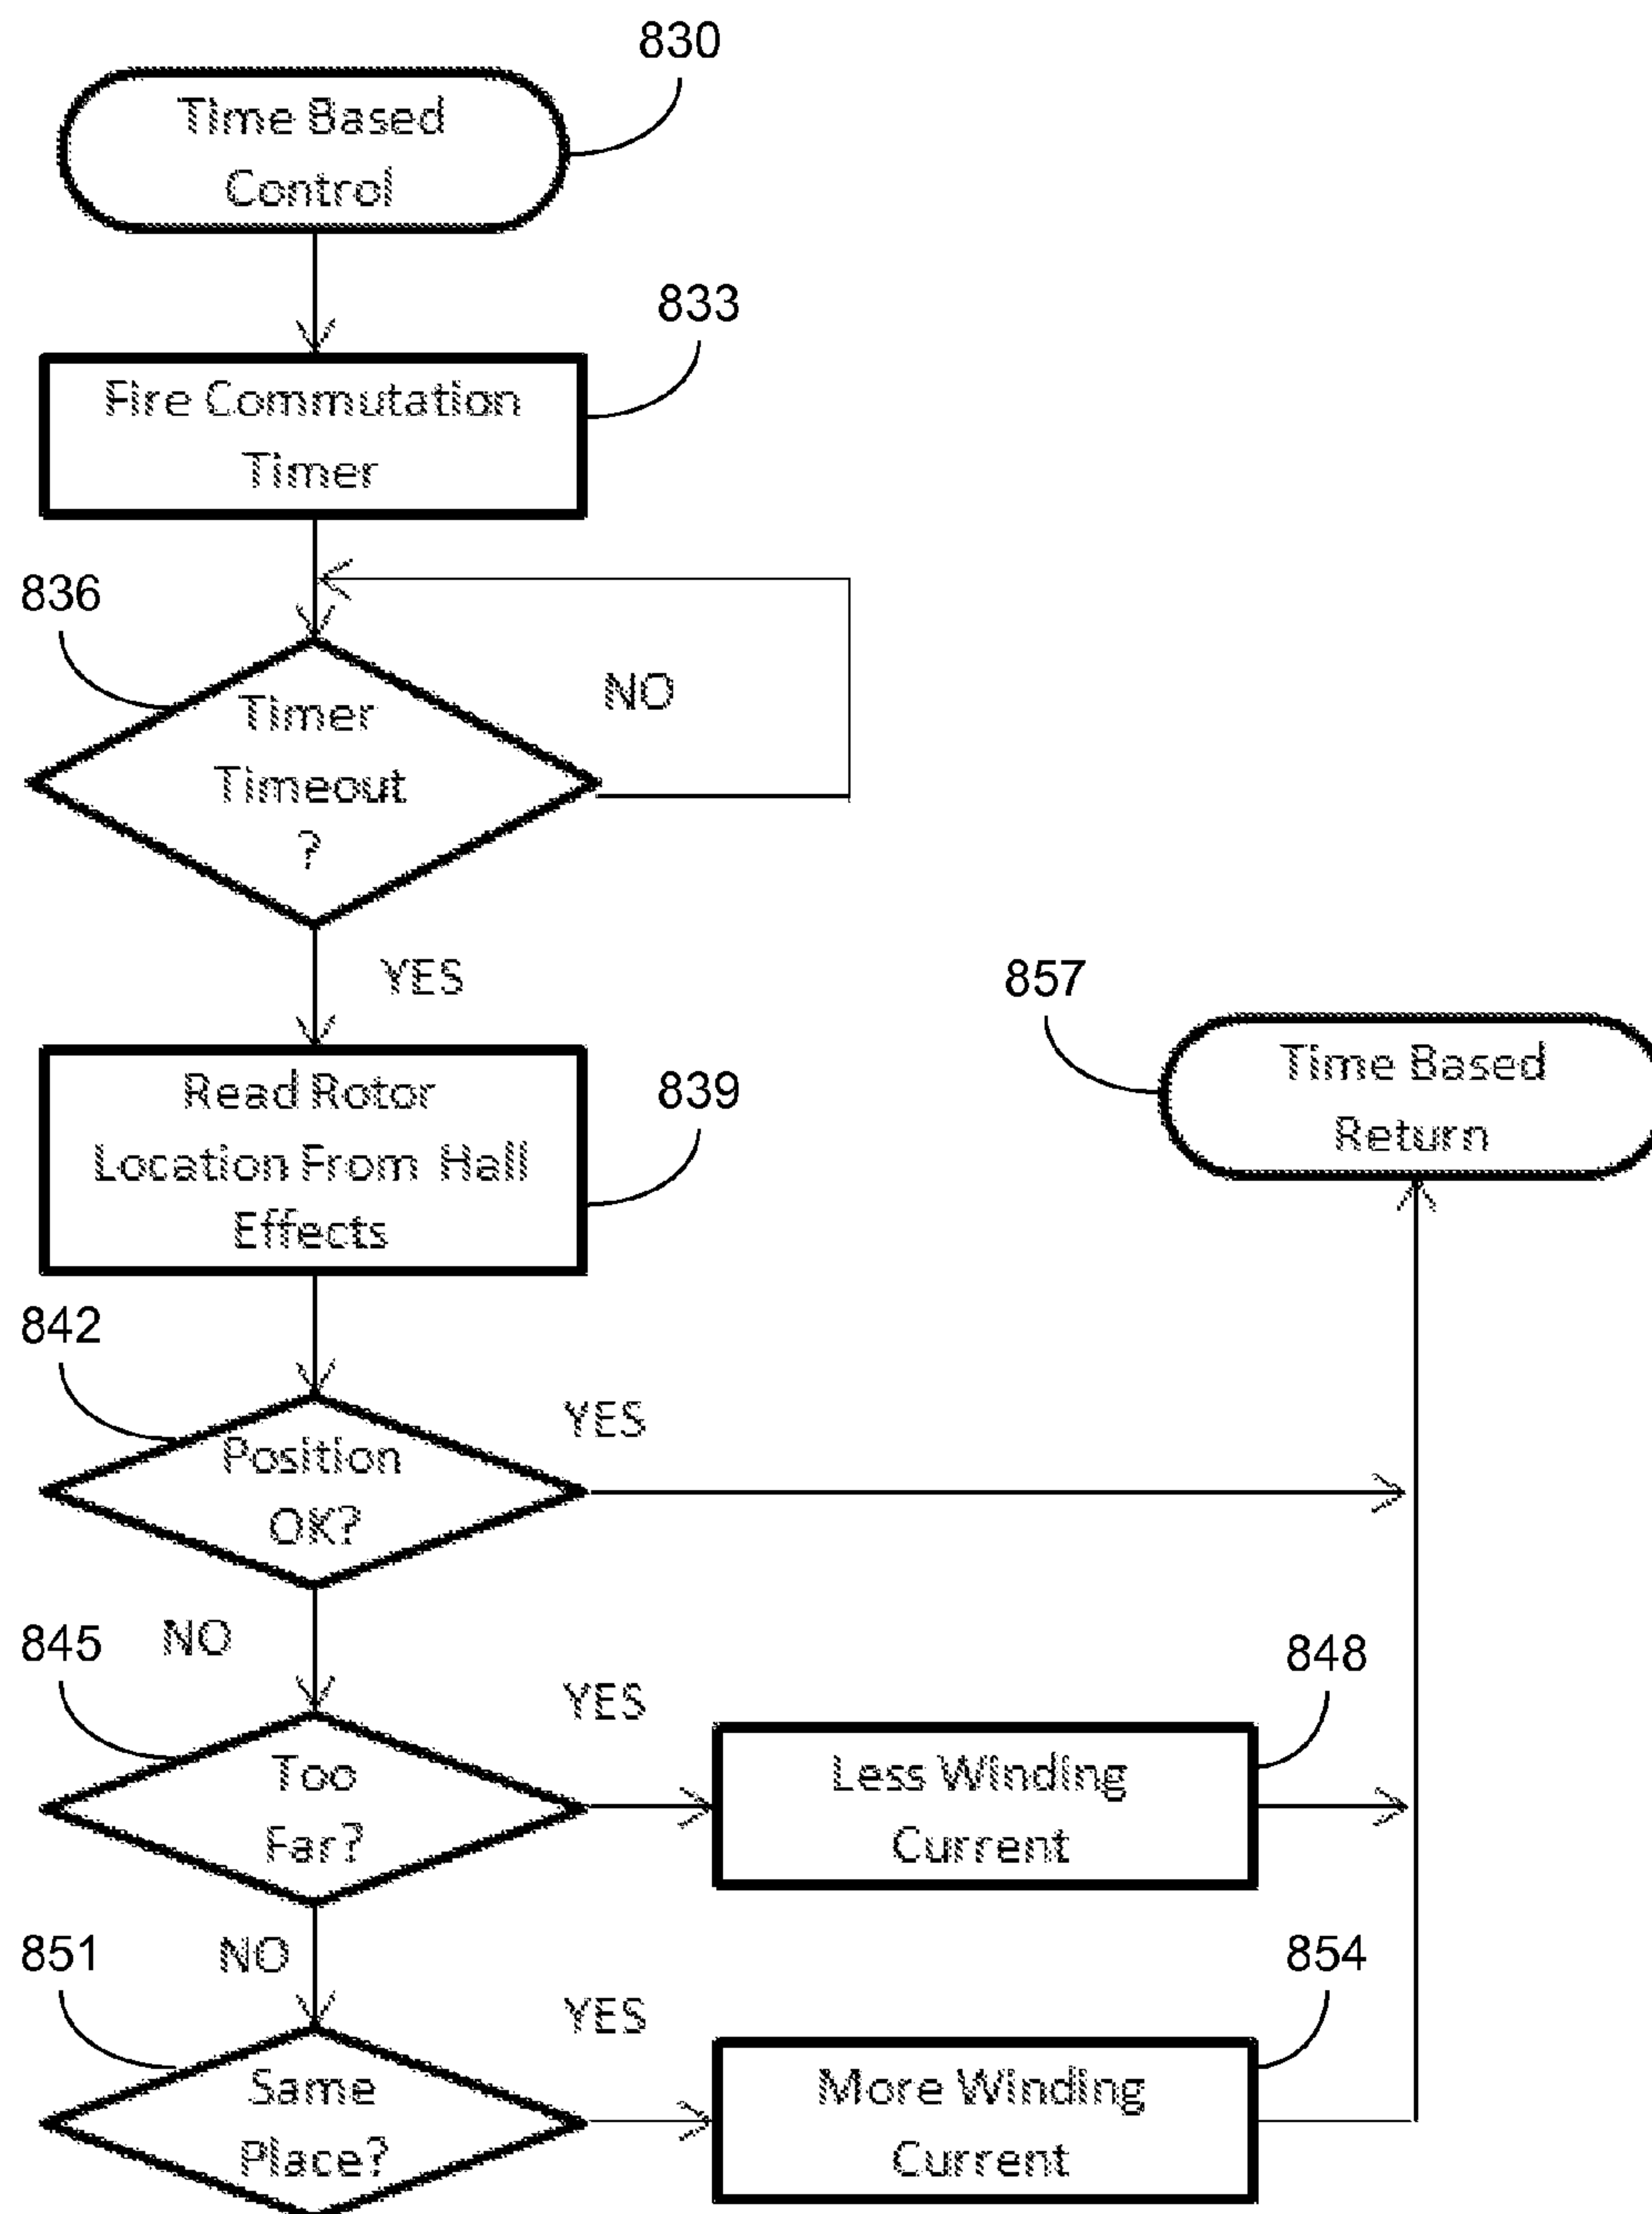 830
Time Based
Control
833
Fire Commutation
Timer
836
Timer
Timeout
?
NO
YES
857
Time Based
Return
839
Read Rotor
Location From Hall
Effects
842
Position
OK?
YES
NO
845
Too
Far?
YES
848
Less Winding
Current
NO
851
Same
Place?
YES
854
More Winding
Current